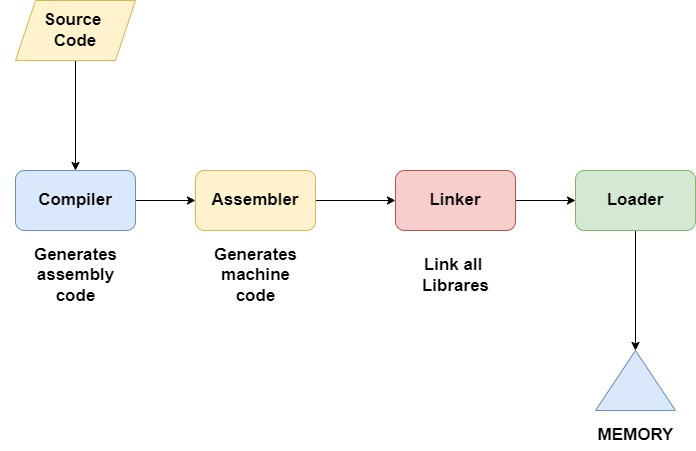 Source
Code
Compiler
Assembler
Linker
Loader
Generates
assembly
code
Generates
machine
code
Link all
Librares
MEMORY